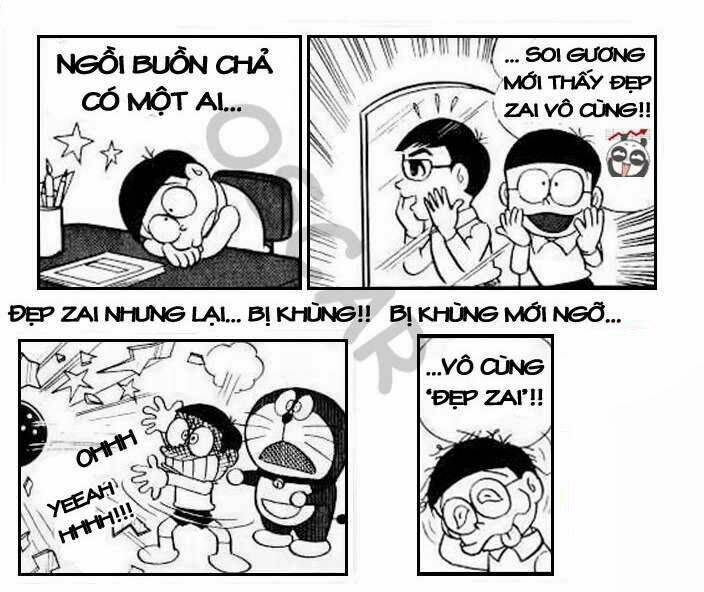 NGỒI BUỒN CHẢ
CÓ MỘT AI...
... SOI GƯƠNG
MỚI THẤY ĐẸP
ZAI VÔ CÙNG!!
ĐẸP ZAI NHƯNG LẠI... BỊ KHÙNG!! BỊ KHÙNG MỚI NGỠ...
OHHH
YEEAH
HHHH!!!
...VÔ CÙNG
'ĐẸP ZAI'!!
OSCAR